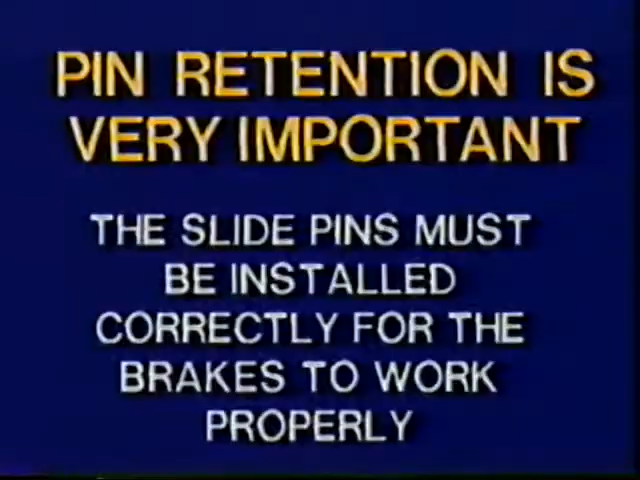 PIN RETENTION IS
VERY IMPORTANT
THE SLIDE PINS MUST
BE INSTALLED
CORRECTLY FOR THE
BRAKES TO WORK
PROPERLY